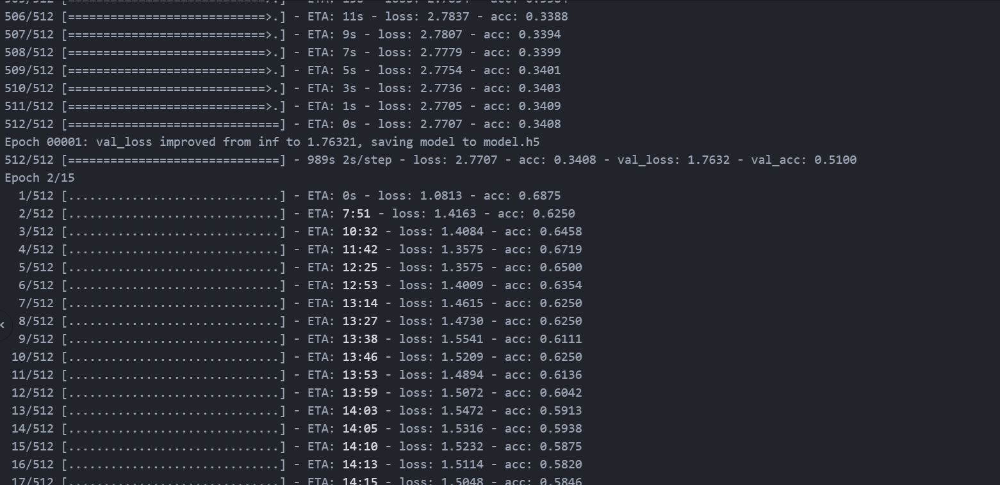 506/512 [============================>.] - ETA: 11s - loss: 2.7837 - acc: 0.3388
507/512 [============================>.] - ETA: 9s - loss: 2.7807 - acc: 0.3394
508/512 [============================>.] - ETA: 7s - loss: 2.7779 - acc: 0.3399
509/512 [============================>.] - ETA: 5s - loss: 2.7754 - acc: 0.3401
510/512 [============================>.] - ETA: 3s - loss: 2.7736 - acc: 0.3403
511/512 [============================>.] - ETA: 1s - loss: 2.7705 - acc: 0.3409
512/512 [==============================] - ETA: 0s - loss: 2.7707 - acc: 0.3408
Epoch 00001: val_loss improved from inf to 1.76321, saving model to model.h5
512/512 [==============================] - 989s 2s/step - loss: 2.7707 - acc: 0.3408 - val_loss: 1.7632 - val_acc: 0.5100
Epoch 2/15
1/512 [..............................] - ETA: 0s - loss: 1.0813 - acc: 0.6875
2/512 [..............................] - ETA: 7:51 - loss: 1.4163 - acc: 0.6250
3/512 [..............................] - ETA: 10:32 - loss: 1.4084 - acc: 0.6458
4/512 [..............................] - ETA: 11:42 - loss: 1.3575 - acc: 0.6719
5/512 [..............................] - ETA: 12:25 - loss: 1.3575 - acc: 0.6500
6/512 [..............................] - ETA: 12:53 - loss: 1.4009 - acc: 0.6354
7/512 [..............................] - ETA: 13:14 - loss: 1.4615 - acc: 0.6250
8/512 [..............................] - ETA: 13:27 - loss: 1.4730 - acc: 0.6250
9/512 [..............................] - ETA: 13:38 - loss: 1.5541 - acc: 0.6111
10/512 [..............................] - ETA: 13:46 - loss: 1.5209 - acc: 0.6250
11/512 [..............................] - ETA: 13:53 - loss: 1.4894 - acc: 0.6136
12/512 [..............................] - ETA: 13:59 - loss: 1.5072 - acc: 0.6042
13/512 [..............................] - ETA: 14:03 - loss: 1.5472 - acc: 0.5913
14/512 [..............................] - ETA: 14:05 - loss: 1.5316 - acc: 0.5938
15/512 [..............................] - ETA: 14:10 - loss: 1.5232 - acc: 0.5875
16/512 [..............................] - ETA: 14:13 - loss: 1.5114 - acc: 0.5820
17/512 [..............................] - ETA: 14:15 - loss: 1.5048 - acc: 0.5846